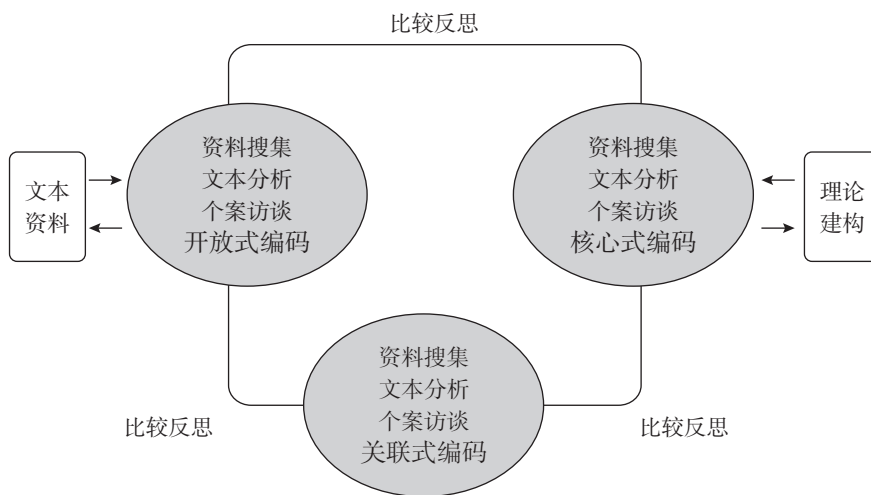 比较反思
资料搜集
文本分析
个案访谈
开放式编码
资料搜集
文本分析
个案访谈
核心式编码
文本
资料
理论
建构
资料搜集
文本分析
个案访谈
关联式编码
比较反思
比较反思